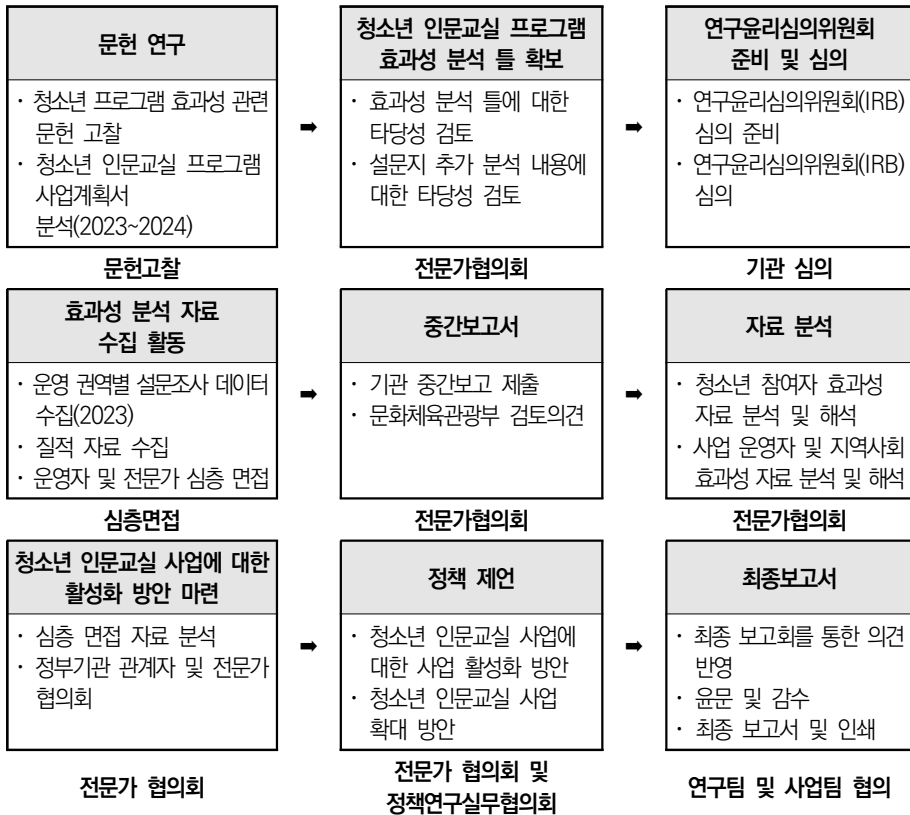 문헌 연구
· 청소년 프로그램 효과성 관련
문헌 고찰
· 청소년 인문교실 프로그램
사업계획서
분석(2023~2024)
문헌고찰
➡
청소년 인문교실 프로그램
효과성 분석 틀 확보
· 효과성 분석 틀에 대한
타당성 검토
· 설문지 추가 분석 내용에
대한 타당성 검토
전문가협의회
➡
연구윤리심의위원회
준비 및 심의
· 연구윤리심의위원회(IRB)
심의 준비
· 연구윤리심의위원회(IRB)
심의
기관 심의
효과성 분석 자료
수집 활동
· 운영 권역별 설문조사 데이터
수집(2023)
· 질적 자료 수집
· 운영자 및 전문가 심층 면접
심층면접
➡
중간보고서
· 기관 중간보고 제출
· 문화체육관광부 검토의견
전문가협의회
➡
자료 분석
· 청소년 참여자 효과성
자료 분석 및 해석
· 사업 운영자 및 지역사회
효과성 자료 분석 및 해석
전문가협의회
청소년 인문교실 사업에 대한
활성화 방안 마련
· 심층 면접 자료 분석
· 정부기관 관계자 및 전문가
협의회
전문가 협의회
➡
정책 제언
· 청소년 인문교실 사업에
대한 사업 활성화 방안
· 청소년 인문교실 사업
확대 방안
전문가 협의회 및
정책연구실무협의회
➡
최종보고서
· 최종 보고회를 통한 의견
반영
· 윤문 및 감수
· 최종 보고서 및 인쇄
연구팀 및 사업팀 협의